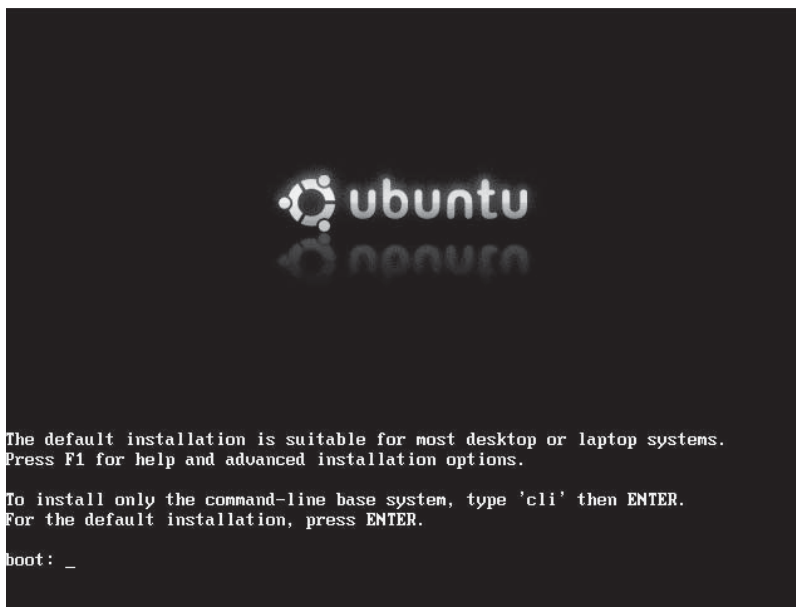 ubuntu
The default installation is suitable for most desktop or laptop systems.
Press F1 for help and advanced installation options.
To install only the command-line base system, type 'cli' then ENTER.
For the default installation, press ENTER.
boot: _